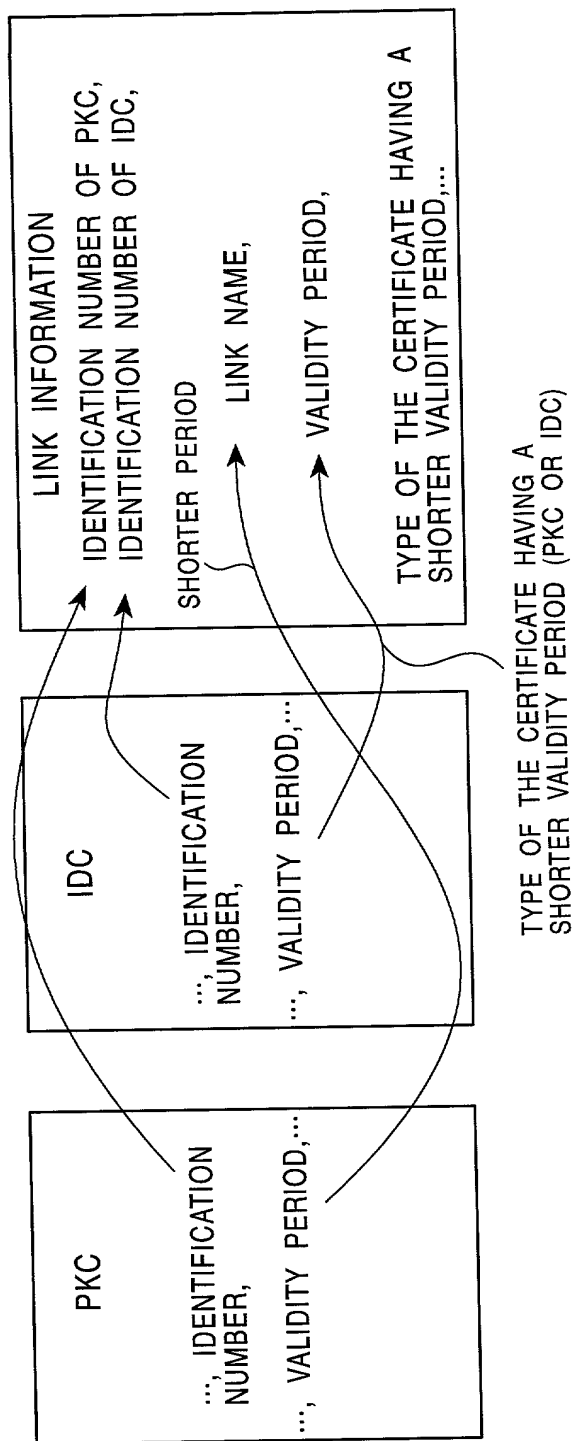 PKC
..., IDENTIFICATION
NUMBER,
..., VALIDITY PERIOD,...
IDC
..., IDENTIFICATION
NUMBER,
..., VALIDITY PERIOD,...
LINK INFORMATION
IDENTIFICATION NUMBER OF PKC,
IDENTIFICATION NUMBER OF IDC,
SHORTER PERIOD
LINK NAME,
VALIDITY PERIOD,
TYPE OF THE CERTIFICATE HAVING A
SHORTER VALIDITY PERIOD,...
TYPE OF THE CERTIFICATE HAVING A
SHORTER VALIDITY PERIOD (PKC OR IDC)